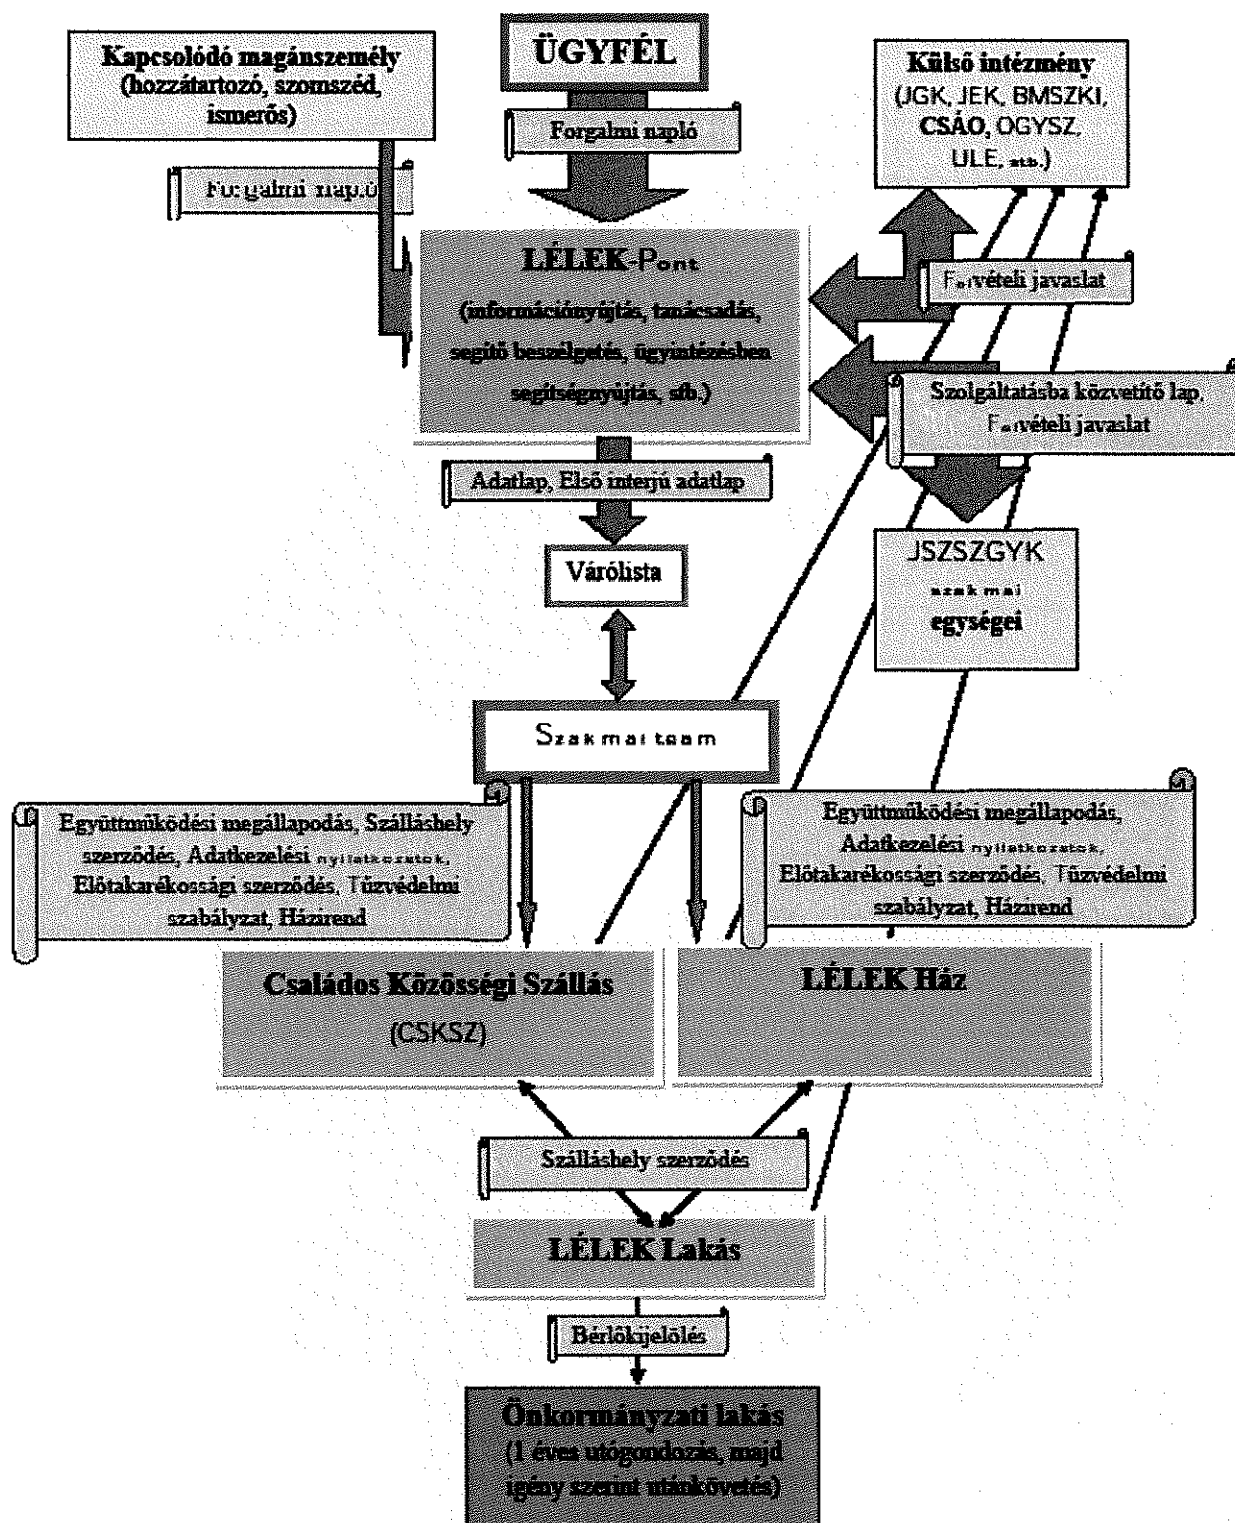 ÜGYFÉL
Kapcsolódó magánszemély
(hozzátartozó, szomszéd,
ismerős)
Külső intézmény
(JGK, JEK, BMSZKI,
CSÁO, OGYSZ,
ULE, stb.)
Forgalmi napló
Forgalmi napló
LÉLEK-Pont
(információnyújtás, tanácsadás,
segítő beszélgetés, ügyintézésben
segítségnyújtás, stb.)
Felvételi javaslat
Szolgáltatásba közvetítő lap,
Felvételi javaslat
Adatlap, Első interjú adatlap
Várólista
JSZSZGYK
szakmai
egységei
Szakmai team
Együttműködési megállapodás, Szálláshely
szerződés, Adatkezelési nyilatkozatok,
Előtakarékossági szerződés, Tűzvédelmi
szabályzat, Házirend
Együttműködési megállapodás,
Adatkezelési nyilatkozatok,
Előtakarékossági szerződés, Tűzvédelmi
szabályzat, Házirend
Családos Közösségi Szállás
(CSKSZ)
LÉLEK Ház
Szálláshely szerződés
LÉLEK Lakás
Bérlőkijelölés
Önkormányzati lakás
(1 éves utógondozás, majd
igény szerint utánkövetés)